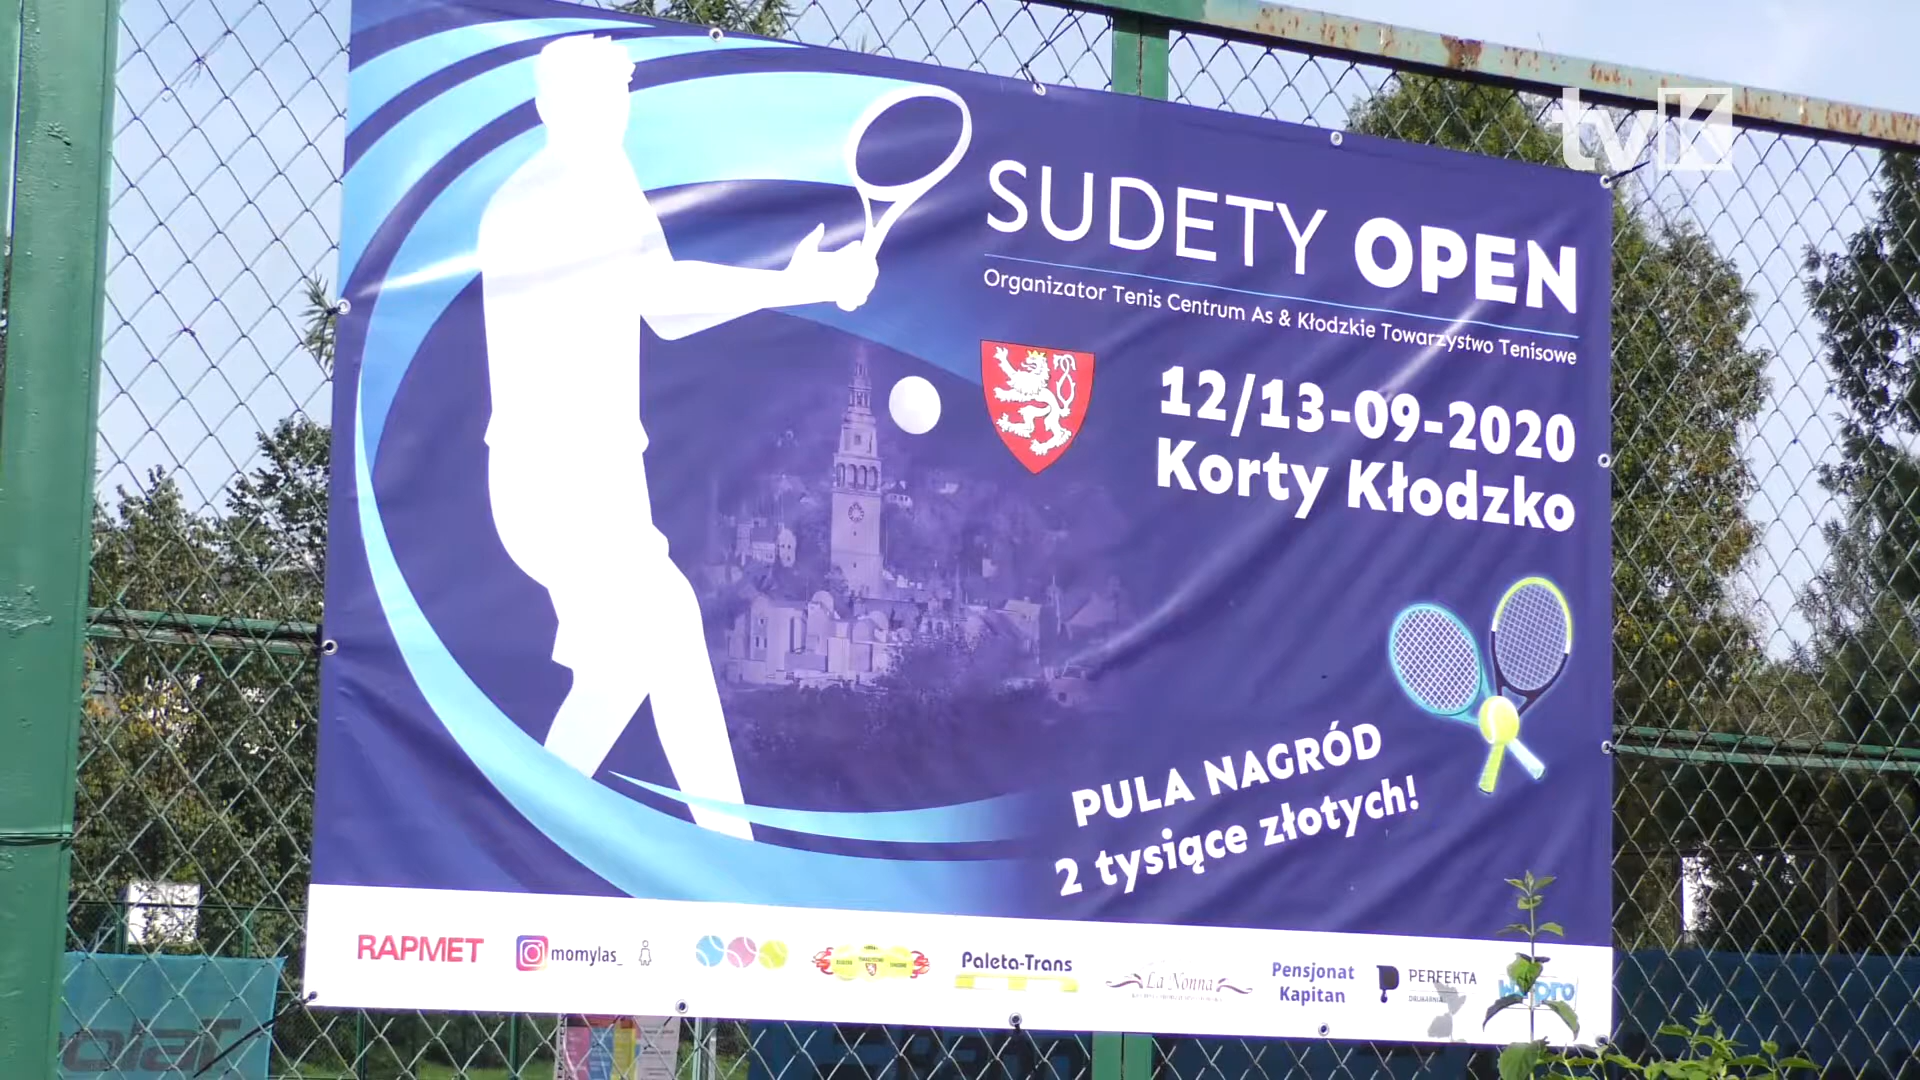 tvK
SUDETY OPEN
Organizator Tenis Centrum As & Kłodzkie Towarzystwo Tenisowe
12/13-09-2020
Korty Kłodzko
PULA NAGRÓD
2 tysiące złotych!
RAPMET
momylas_
Paleta-Trans
La Nonna
Pensjonat
Kapitan
PERFEKTA
DRUKARNIA